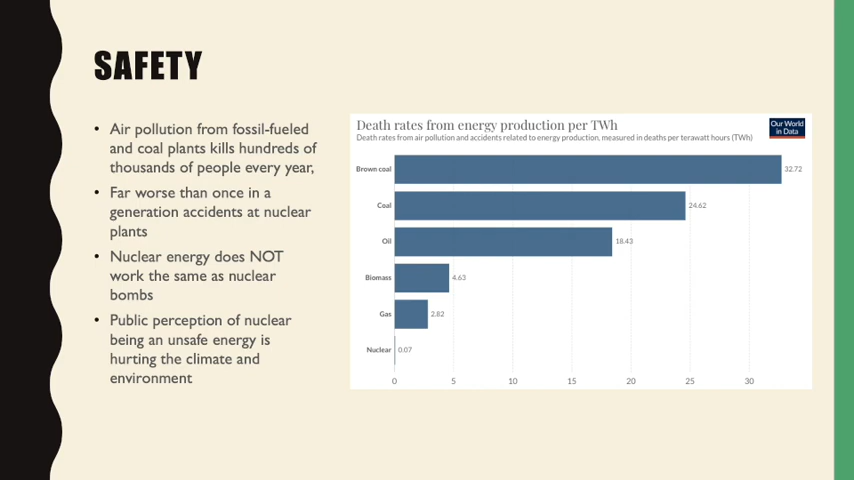 SAFETY
• Air pollution from fossil-fueled
and coal plants kills hundreds of
thousands of people every year,
• Far worse than once in a
generation accidents at nuclear
plants
• Nuclear energy does NOT
work the same as nuclear
bombs
• Public perception of nuclear
being an unsafe energy is
hurting the climate and
environment
Death rates from energy production per TWh
Death rates from air pollution and accidents related to energy production, measured in deaths per terawatt hours (TWh)
Our World
in Data
Brown coal 32.72
Coal 24.62
Oil 18.43
Biomass 4.63
Gas 2.82
Nuclear 0.07
0 5 10 15 20 25 30